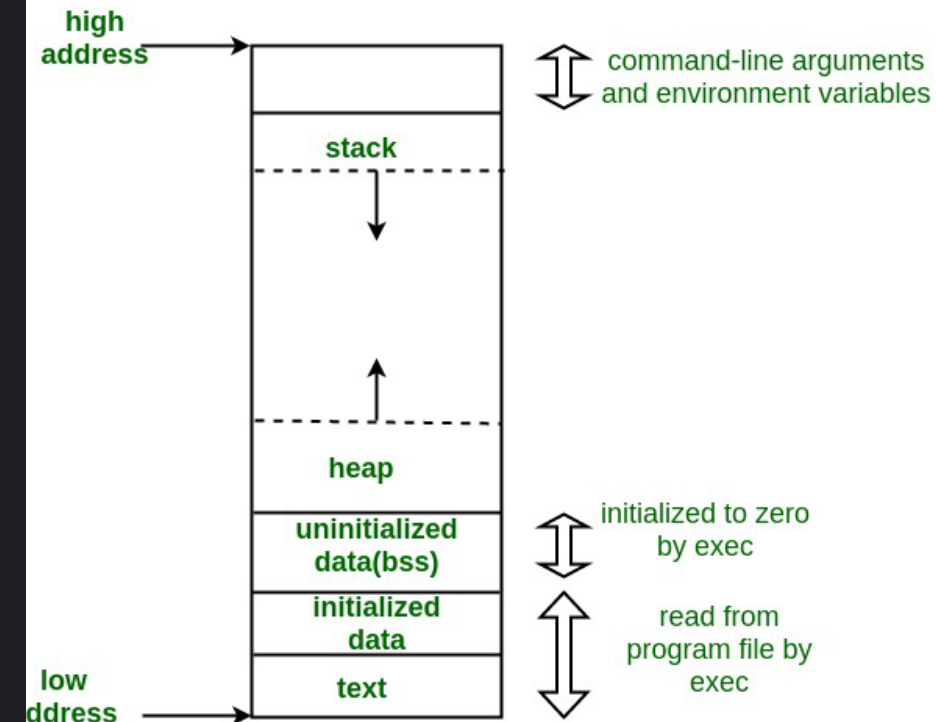 high
address
command-line arguments
and environment variables
stack
heap
uninitialized
data(bss)
initialized to zero
by exec
initialized
data
read from
program file by
exec
text
low
ddress